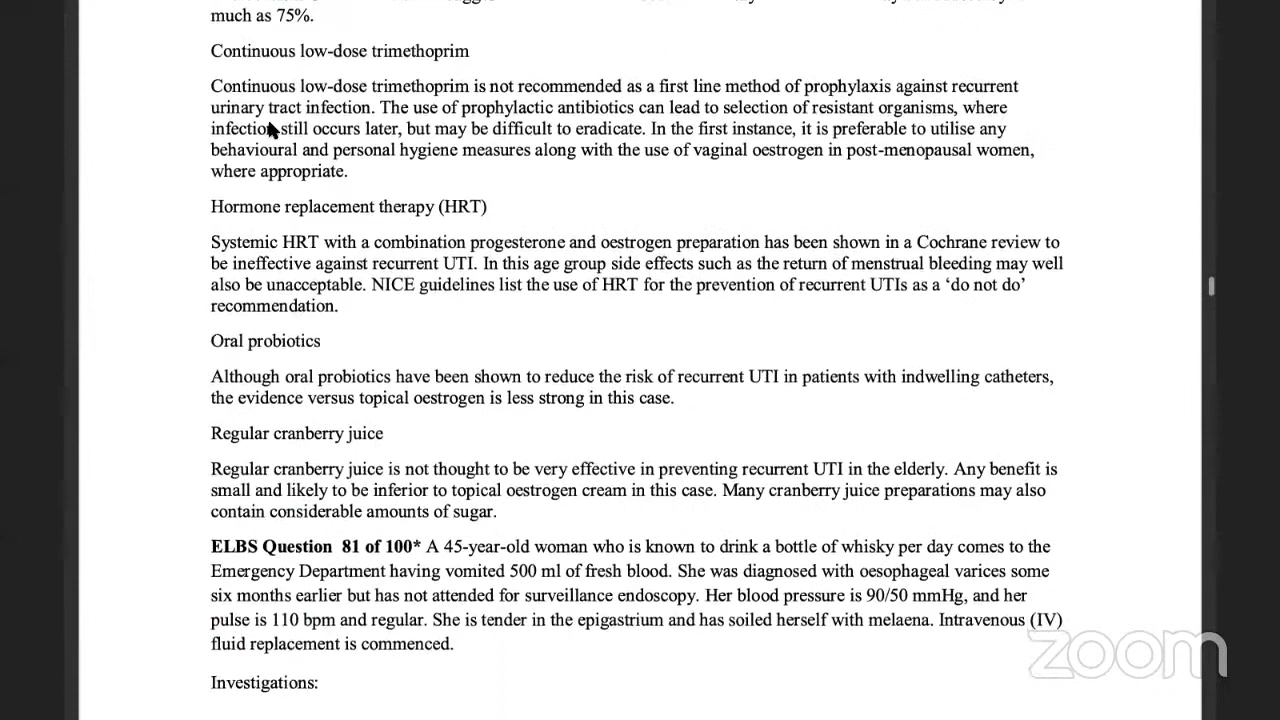 much as 75%.
Continuous low-dose trimethoprim
Continuous low-dose trimethoprim is not recommended as a first line method of prophylaxis against recurrent
urinary tract infection. The use of prophylactic antibiotics can lead to selection of resistant organisms, where
infection still occurs later, but may be difficult to eradicate. In the first instance, it is preferable to utilise any
behavioural and personal hygiene measures along with the use of vaginal oestrogen in post-menopausal women,
where appropriate.
Hormone replacement therapy (HRT)
Systemic HRT with a combination progesterone and oestrogen preparation has been shown in a Cochrane review to
be ineffective against recurrent UTI. In this age group side effects such as the return of menstrual bleeding may well
also be unacceptable. NICE guidelines list the use of HRT for the prevention of recurrent UTIs as a ‘do not do’
recommendation.
Oral probiotics
Although oral probiotics have been shown to reduce the risk of recurrent UTI in patients with indwelling catheters,
the evidence versus topical oestrogen is less strong in this case.
Regular cranberry juice
Regular cranberry juice is not thought to be very effective in preventing recurrent UTI in the elderly. Any benefit is
small and likely to be inferior to topical oestrogen cream in this case. Many cranberry juice preparations may also
contain considerable amounts of sugar.
ELBS Question 81 of 100* A 45-year-old woman who is known to drink a bottle of whisky per day comes to the
Emergency Department having vomited 500 ml of fresh blood. She was diagnosed with oesophageal varices some
six months earlier but has not attended for surveillance endoscopy. Her blood pressure is 90/50 mmHg, and her
pulse is 110 bpm and regular. She is tender in the epigastrium and has soiled herself with melaena. Intravenous (IV)
fluid replacement is commenced.
zoom
Investigations: